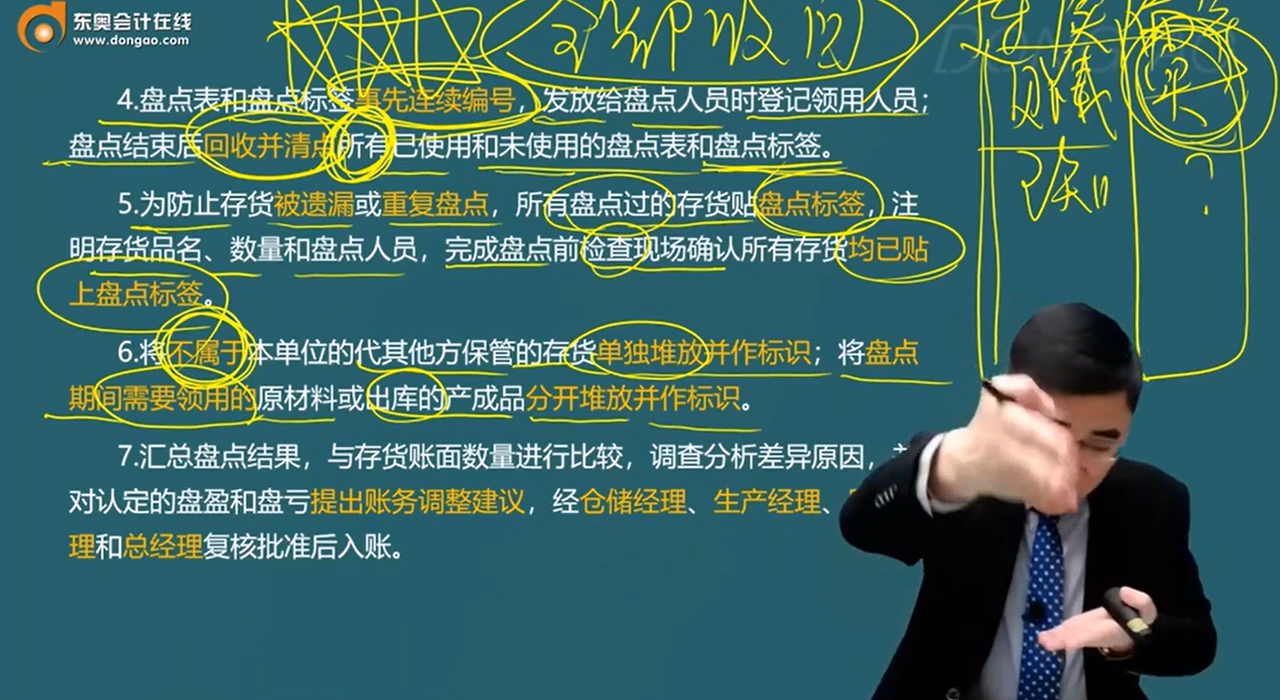 东奥会计在线
www.dongao.com
全部收回
4.盘点表和盘点标签事先连续编号，发放给盘点人员时登记领用人员；
盘点结束后回收并清点所有已使用和未使用的盘点表和盘点标签。
5.为防止存货被遗漏或重复盘点，所有盘点过的存货贴盘点标签，注
明存货品名、数量和盘点人员，完成盘点前检查现场确认所有存货均已贴
上盘点标签。
6.将不属于本单位的代其他方保管的存货单独堆放并作标识；将盘点
期间需要领用的原材料或出库的产成品分开堆放并作标识。
7.汇总盘点结果，与存货账面数量进行比较，调查分析差异原因，
对认定的盘盈和盘亏提出账务调整建议，经仓储经理、生产经理、
理和总经理复核批准后入账。